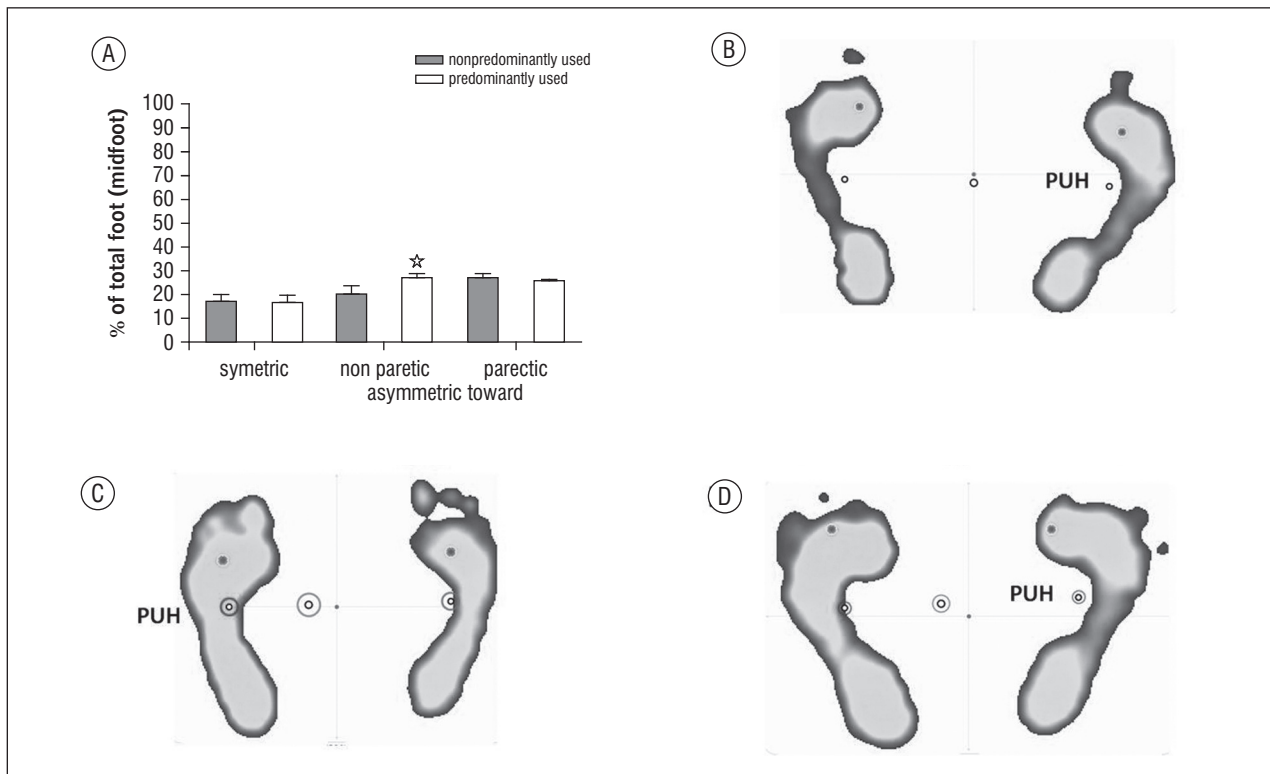 A
nonpredominantly used
predominantly used
% of total foot (midfoot)
100
90
80
70
60
50
40
30
20
10
0
symetric
non paretic
parectic
asymmetric toward
B
PUH
C
PUH
D
PUH